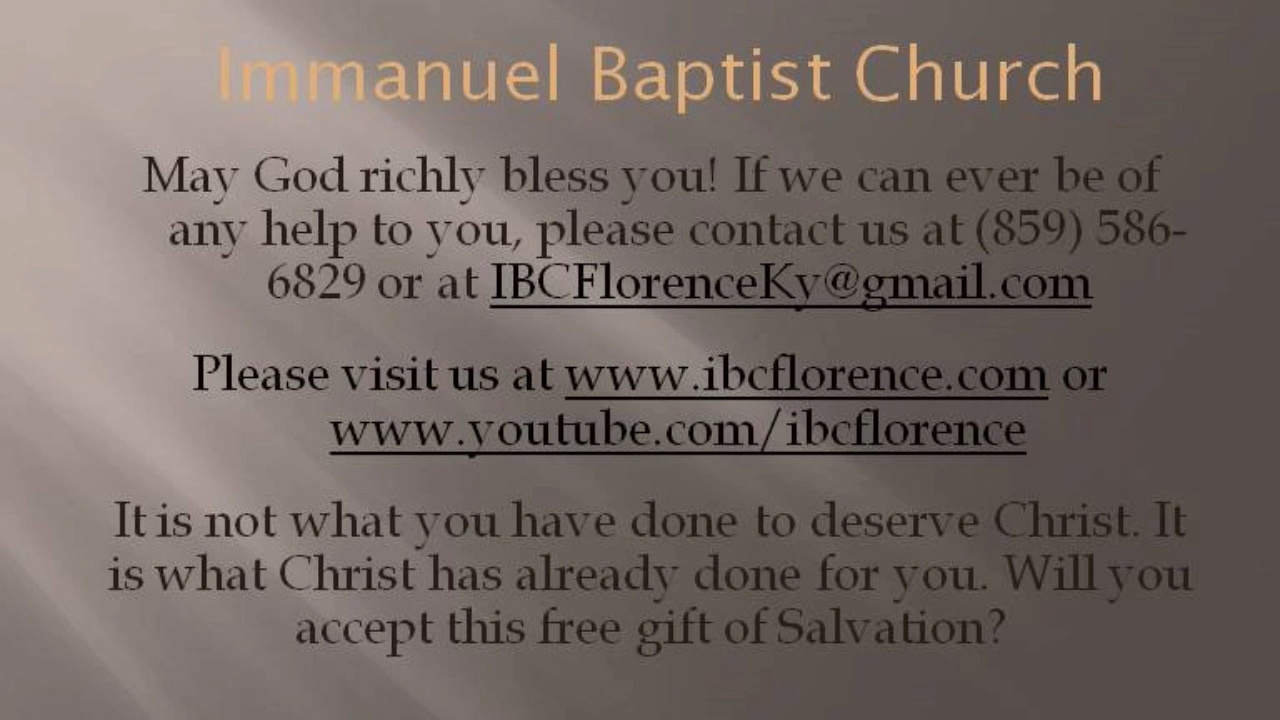 Immanuel Baptist Church
May God richly bless you! If we can ever be of
any help to you, please contact us at (859) 586-
6829 or at IBCFlorenceKy@gmail.com
Please visit us at www.ibcflorence.com or
www.youtube.com/ibcflorence
It is not what you have done to deserve Christ. It
is what Christ has already done for you. Will you
accept this free gift of Salvation?